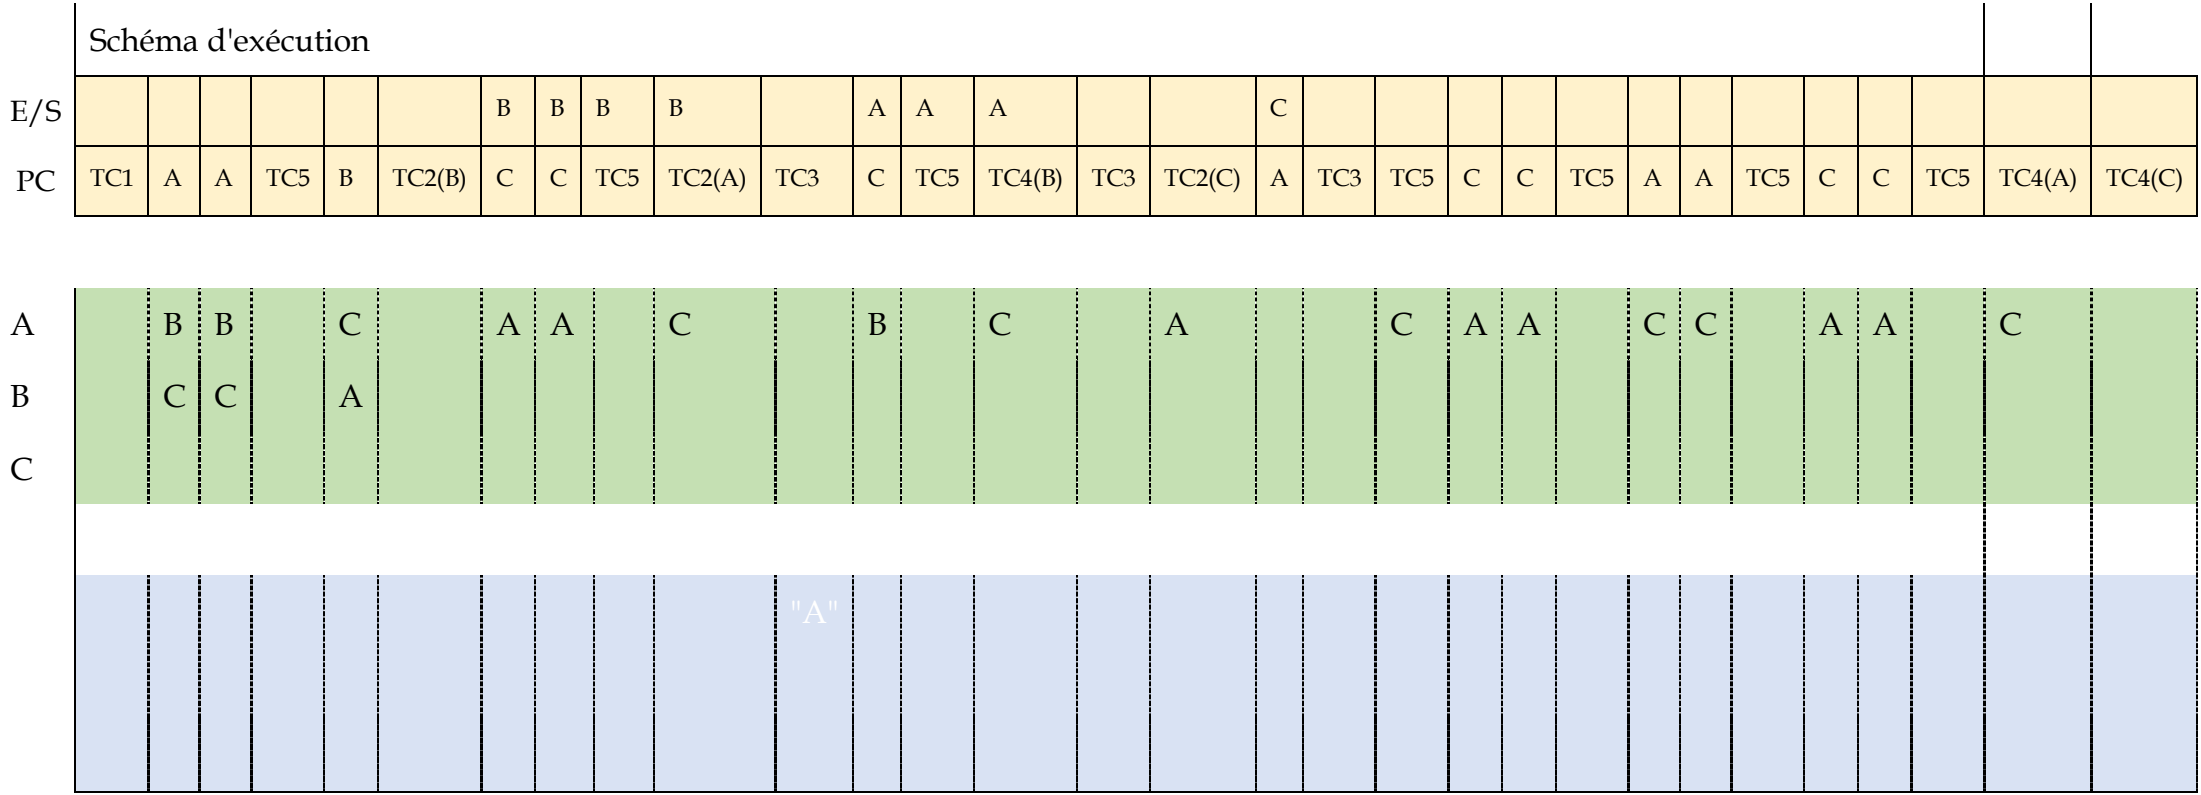 Schéma d'exécution
E/S B B B B A A A C
PC TC1 A A TC5 B TC2(B) C C TC5 TC2(A) TC3 C TC5 TC4(B) TC3 TC2(C) A TC3 TC5 C C TC5 A A TC5 C C TC5 TC4(A) TC4(C)
A B B C A A C B C A C A A C C A A C
B C C A
C
"A"